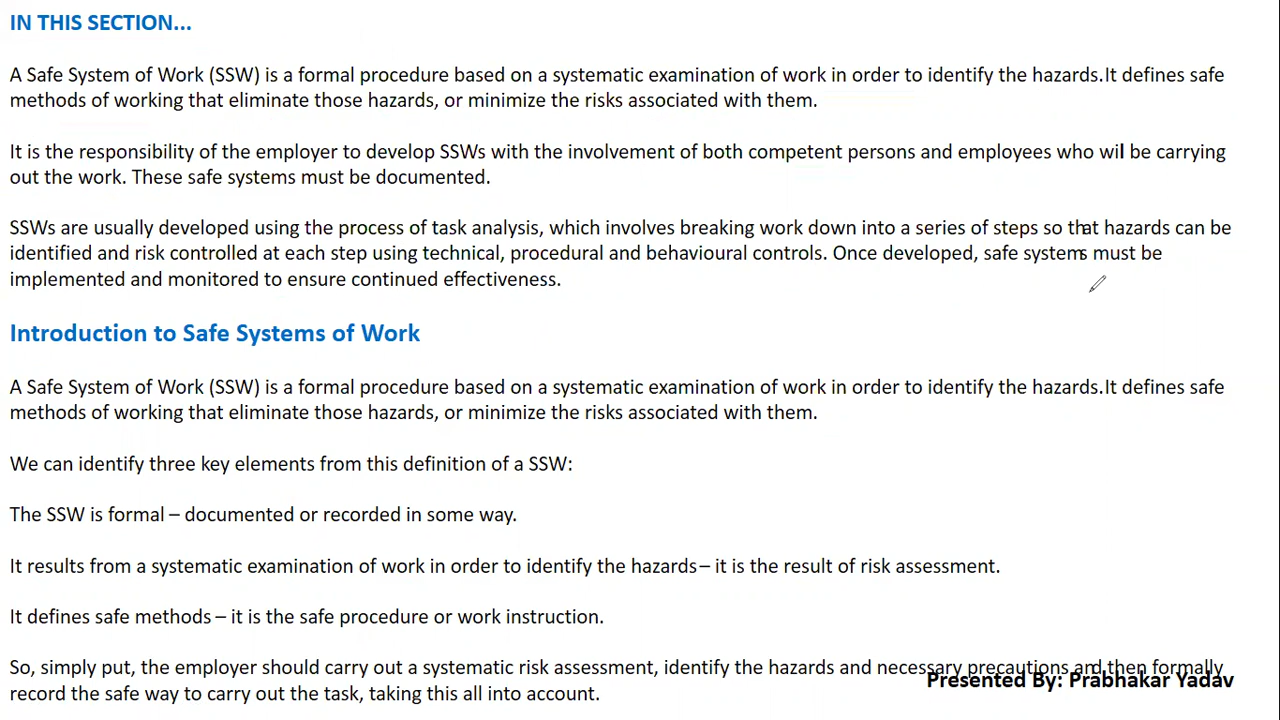 IN THIS SECTION...
A Safe System of Work (SSW) is a formal procedure based on a systematic examination of work in order to identify the hazards.It defines safe
methods of working that eliminate those hazards, or minimize the risks associated with them.
It is the responsibility of the employer to develop SSWs with the involvement of both competent persons and employees who wil be carrying
out the work. These safe systems must be documented.
SSWs are usually developed using the process of task analysis, which involves breaking work down into a series of steps so that hazards can be
identified and risk controlled at each step using technical, procedural and behavioural controls. Once developed, safe systems must be
implemented and monitored to ensure continued effectiveness.
Introduction to Safe Systems of Work
A Safe System of Work (SSW) is a formal procedure based on a systematic examination of work in order to identify the hazards.It defines safe
methods of working that eliminate those hazards, or minimize the risks associated with them.
We can identify three key elements from this definition of a SSW:
The SSW is formal – documented or recorded in some way.
It results from a systematic examination of work in order to identify the hazards – it is the result of risk assessment.
It defines safe methods – it is the safe procedure or work instruction.
So, simply put, the employer should carry out a systematic risk assessment, identify the hazards and necessary precautions and then formally
record the safe way to carry out the task, taking this all into account.
Presented By: Prabhakar Yadav